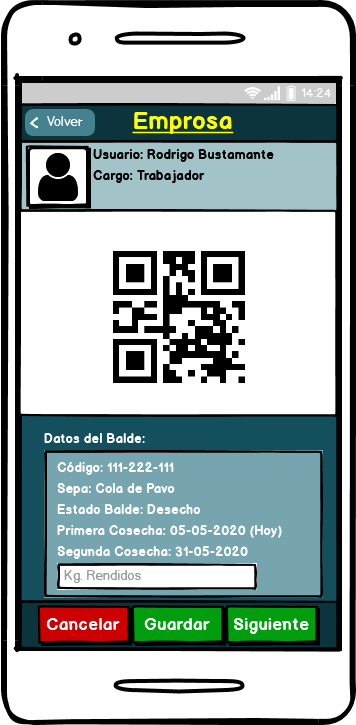 14:24
Volver
Emprosa
Usuario: Rodrigo Bustamante
Cargo: Trabajador
Datos del Balde:
Código: 111-222-111
Sepa: Cola de Pavo
Estado Balde: Desecho
Primera Cosecha: 05-05-2020 (Hoy)
Segunda Cosecha: 31-05-2020
Kg. Rendidos
Cancelar
Guardar
Siguiente